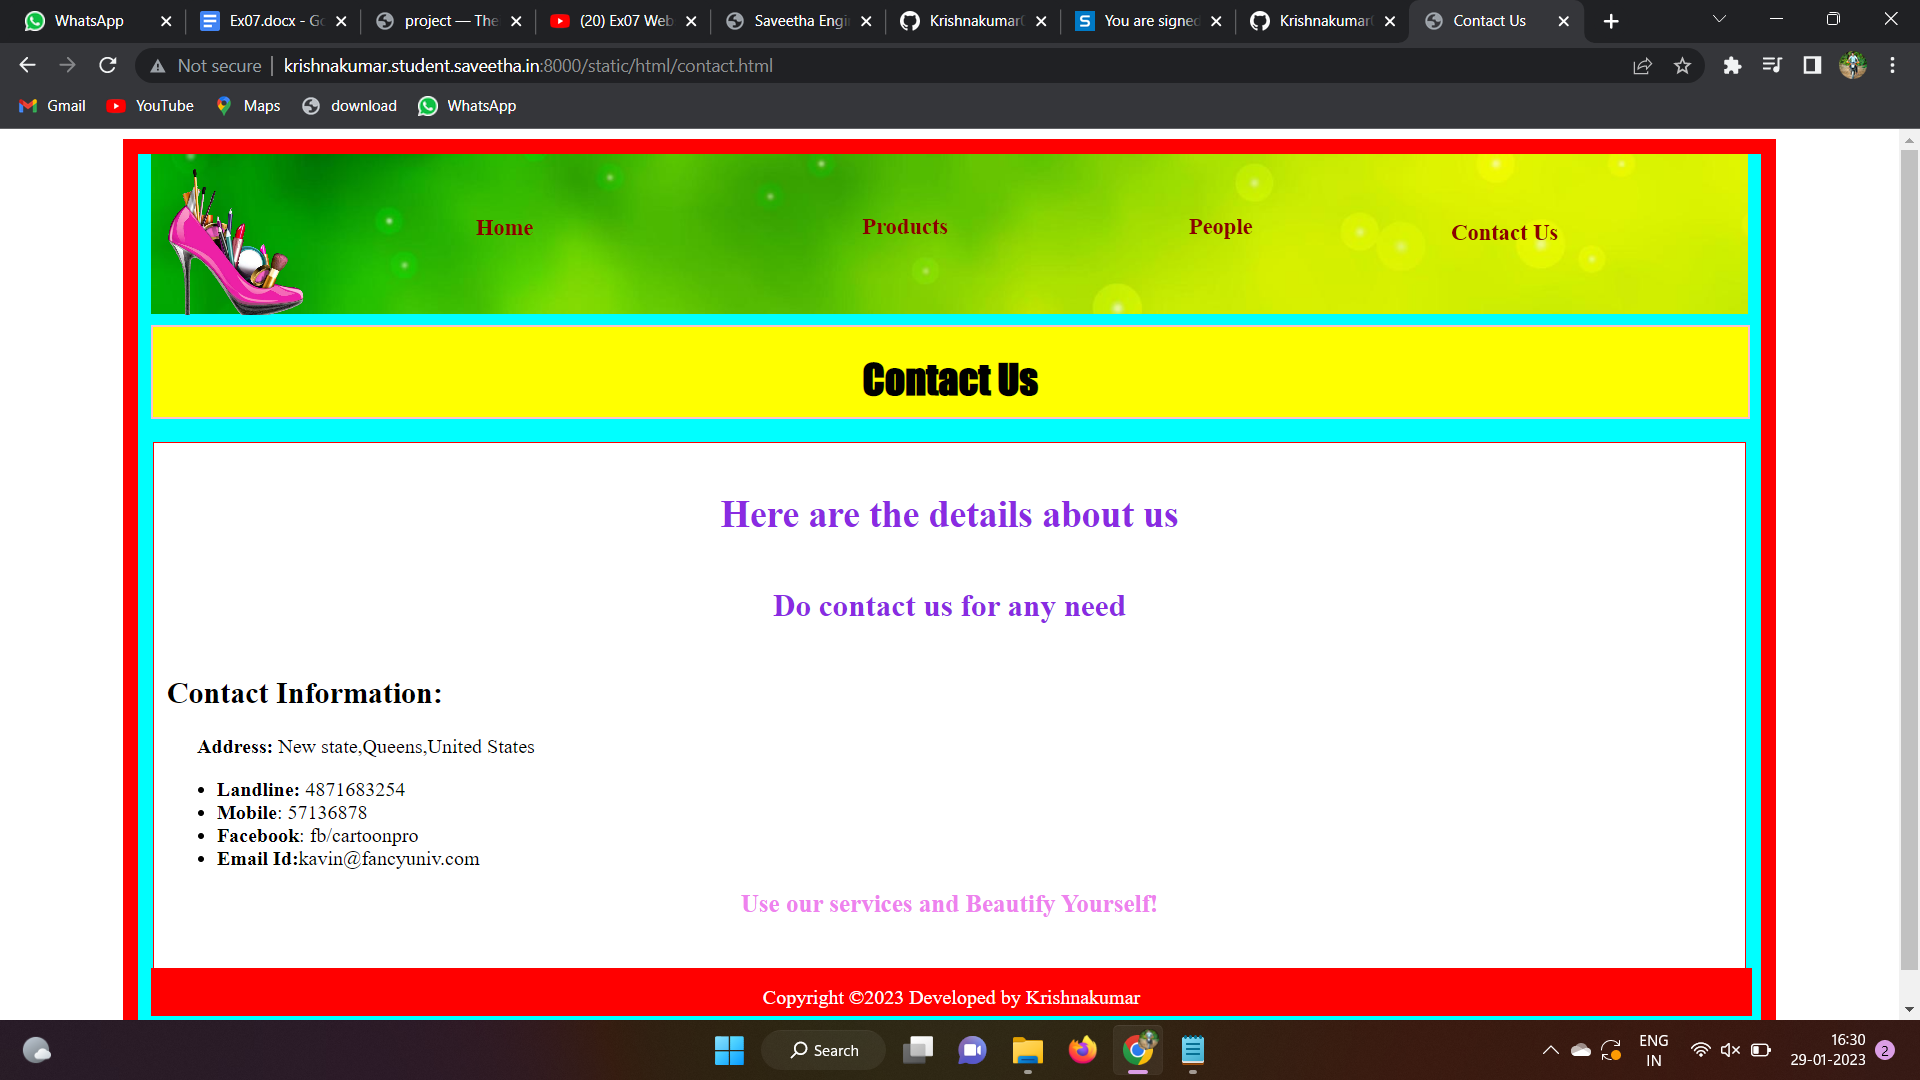 WhatsApp
Ex07.docx - Go
project — The
(20) Ex07 Web
Saveetha Engi
Krishnakumar
You are signed
Krishnakumar
Contact Us
Not secure
krishnakumar.student.saveetha.in:8000/static/html/contact.html
Gmail
YouTube
Maps
download
WhatsApp
Home
Products
People
Contact Us
Contact Us
Here are the details about us
Do contact us for any need
Contact Information:
Address: New state,Queens,United States
Landline: 4871683254
Mobile: 57136878
Facebook: fb/cartoonpro
Email Id:kavin@fancyuniv.com
Use our services and Beautify Yourself!
Copyright ©2023 Developed by Krishnakumar
Search
ENG
IN
16:30
29-01-2023
2